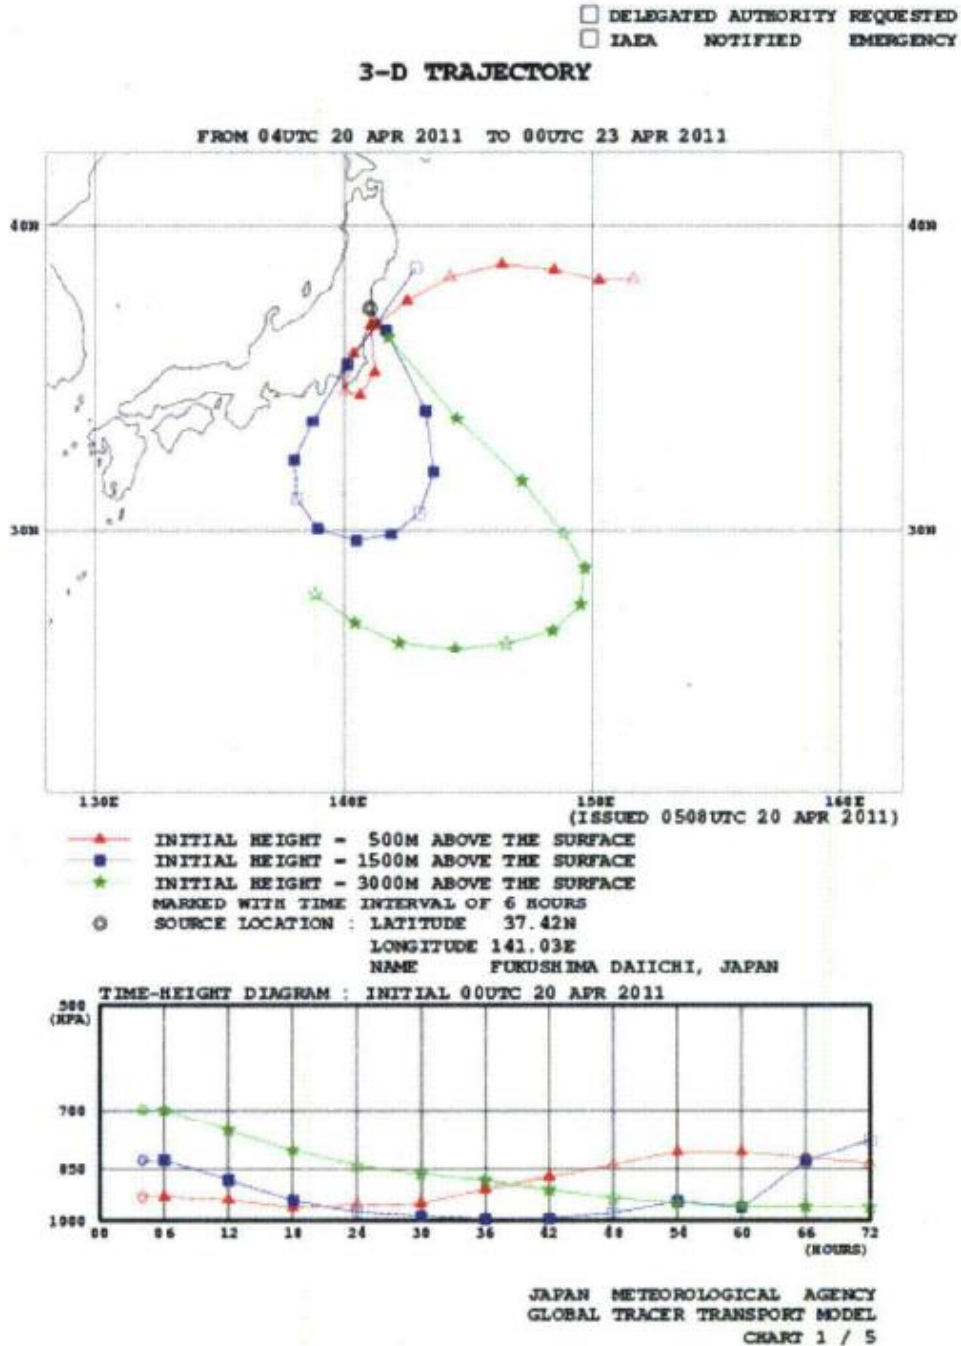 □ DELEGATED AUTHORITY REQUESTED
□ IAEA NOTIFIED EMERGENCY
3-D TRAJECTORY
FROM 04UTC 20 APR 2011 TO 00UTC 23 APR 2011
40N 40N
30N 30N
130E 140E 150E 160E
(ISSUED 0508UTC 20 APR 2011)
INITIAL HEIGHT - 500M ABOVE THE SURFACE
INITIAL HEIGHT - 1500M ABOVE THE SURFACE
INITIAL HEIGHT - 3000M ABOVE THE SURFACE
MARKED WITH TIME INTERVAL OF 6 HOURS
SOURCE LOCATION : LATITUDE 37.42N
LONGITUDE 141.03E
NAME FUKUSHIMA DAIICHI, JAPAN
TIME-HEIGHT DIAGRAM : INITIAL 00UTC 20 APR 2011
500
(HPA)
700
850
1000
00 06 12 18 24 30 36 42 48 54 60 66 72
(HOURS)
JAPAN METEOROLOGICAL AGENCY
GLOBAL TRACER TRANSPORT MODEL
CHART 1 / 5